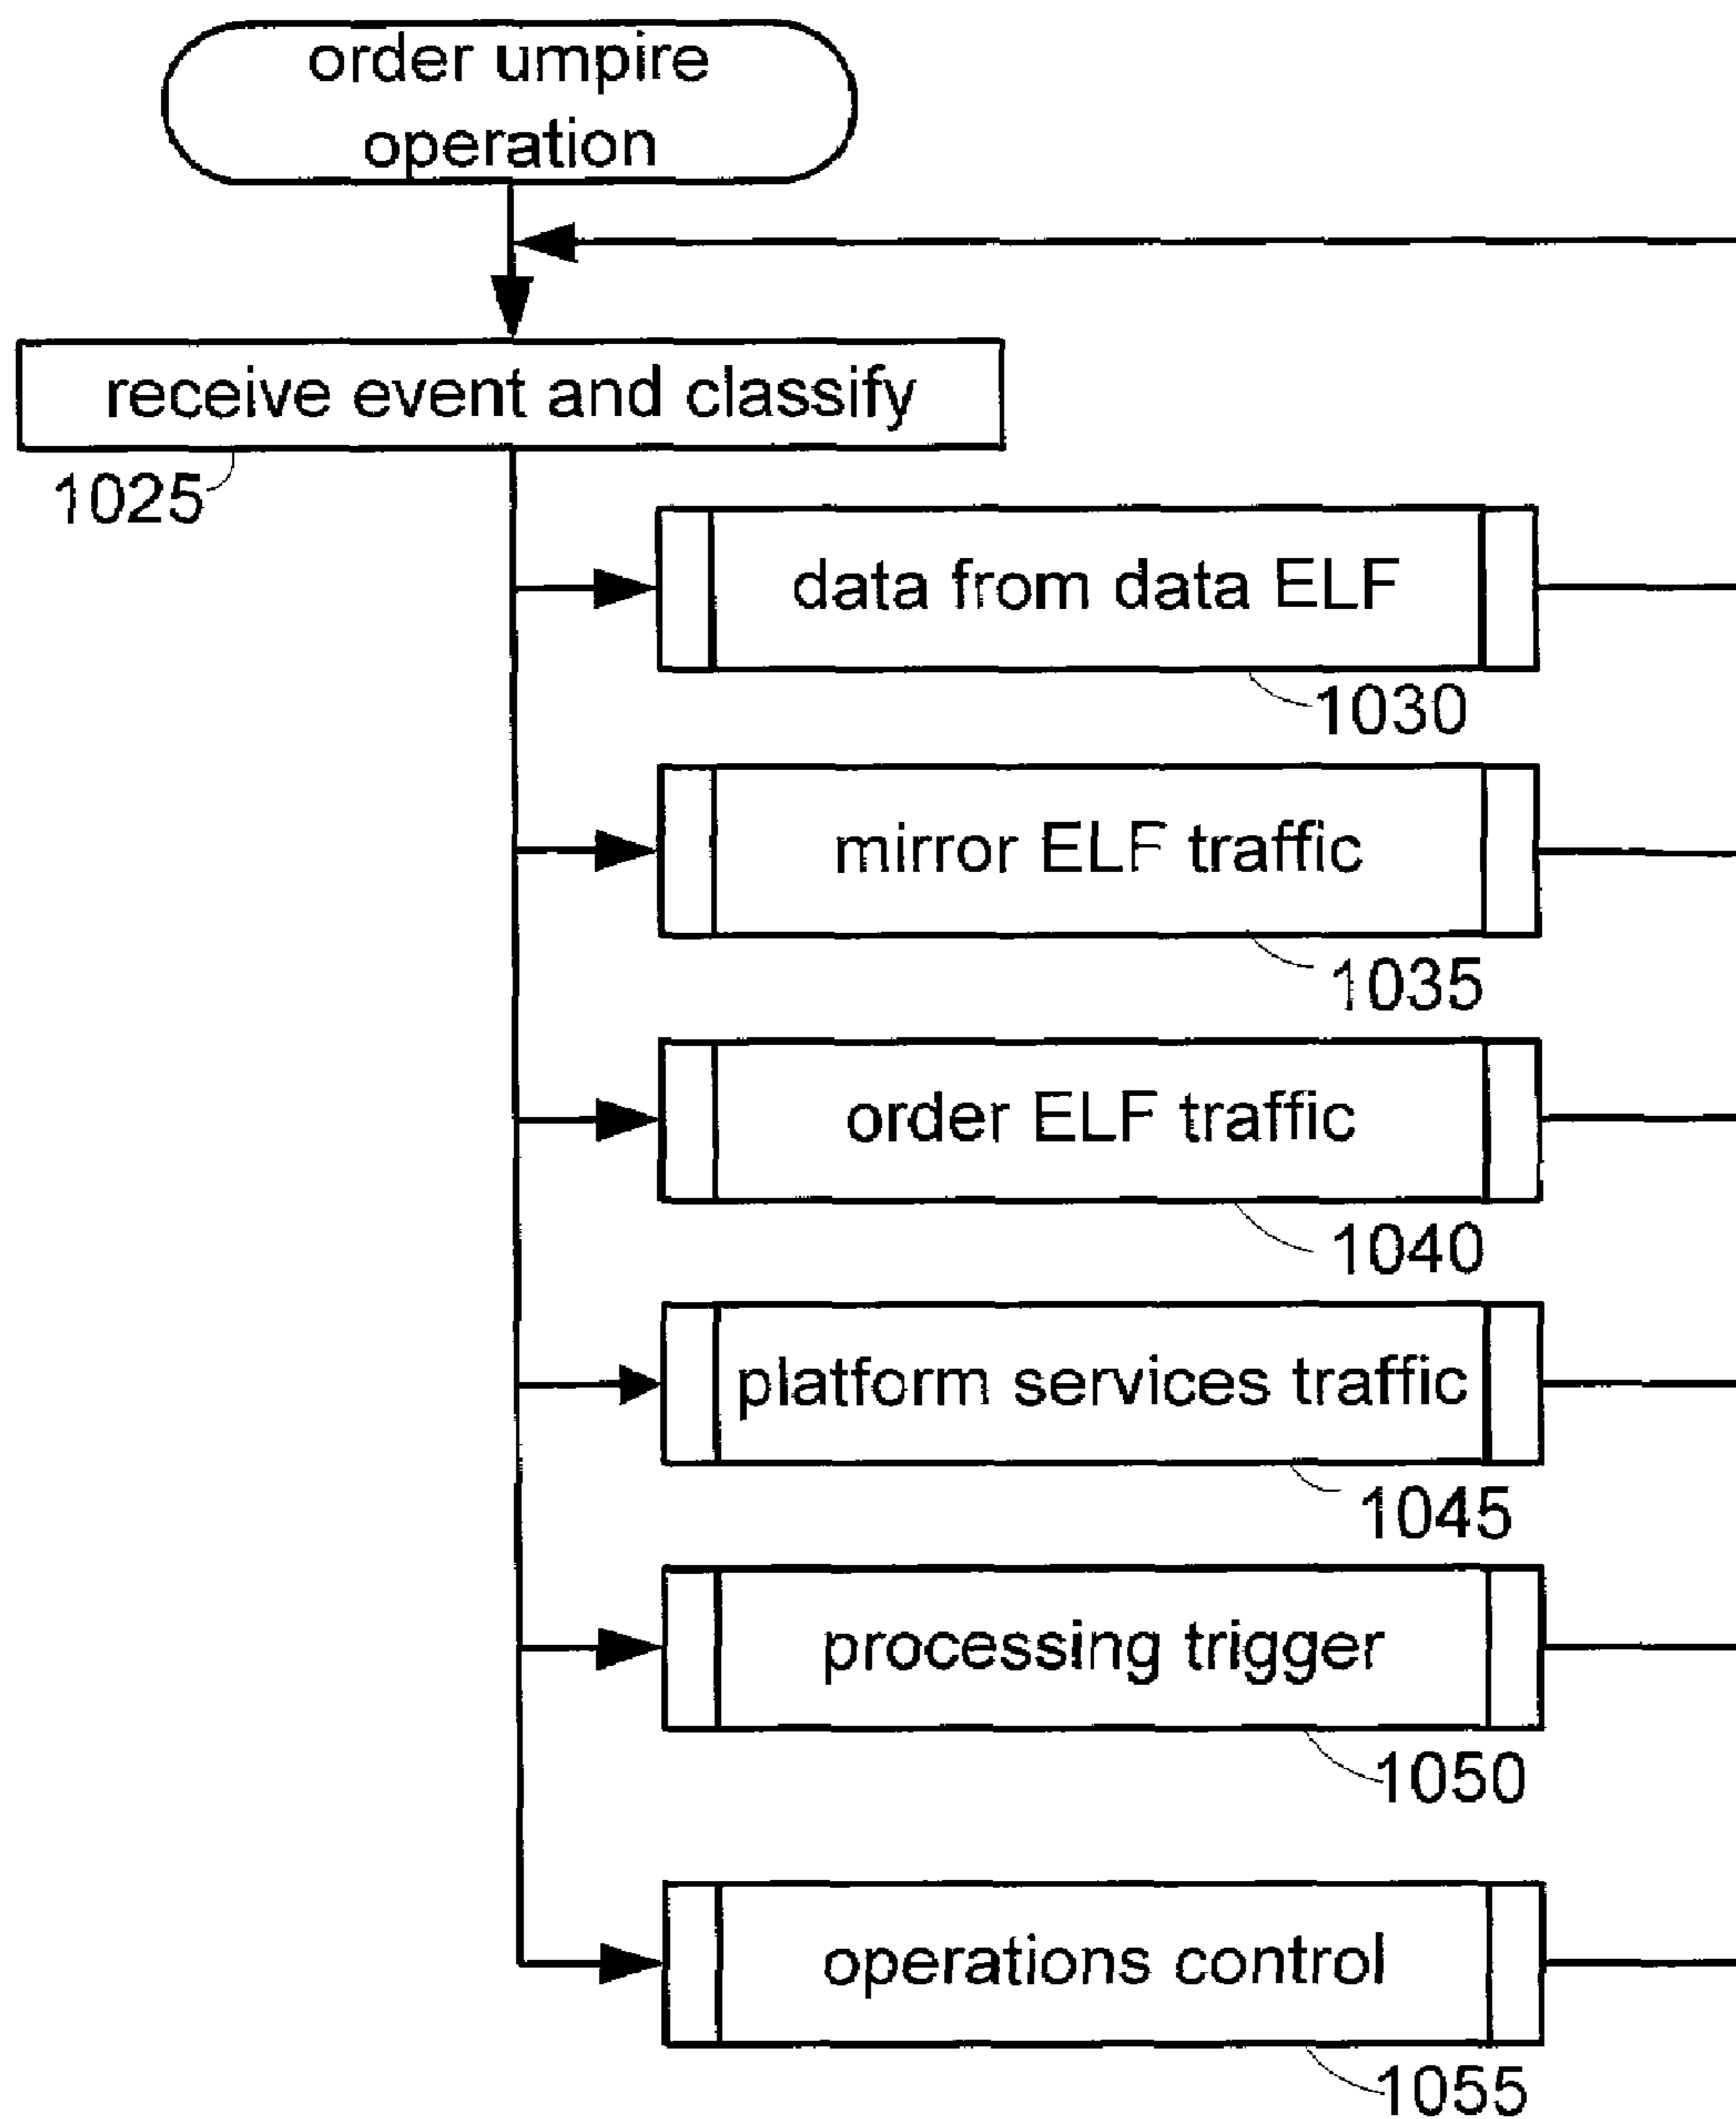 order umpire
operation
receive event and classify
1025
data from data ELF
1030
mirror ELF traffic
1035
order ELF traffic
1040
platform services traffic
1045
processing trigger
1050
operations control
1055